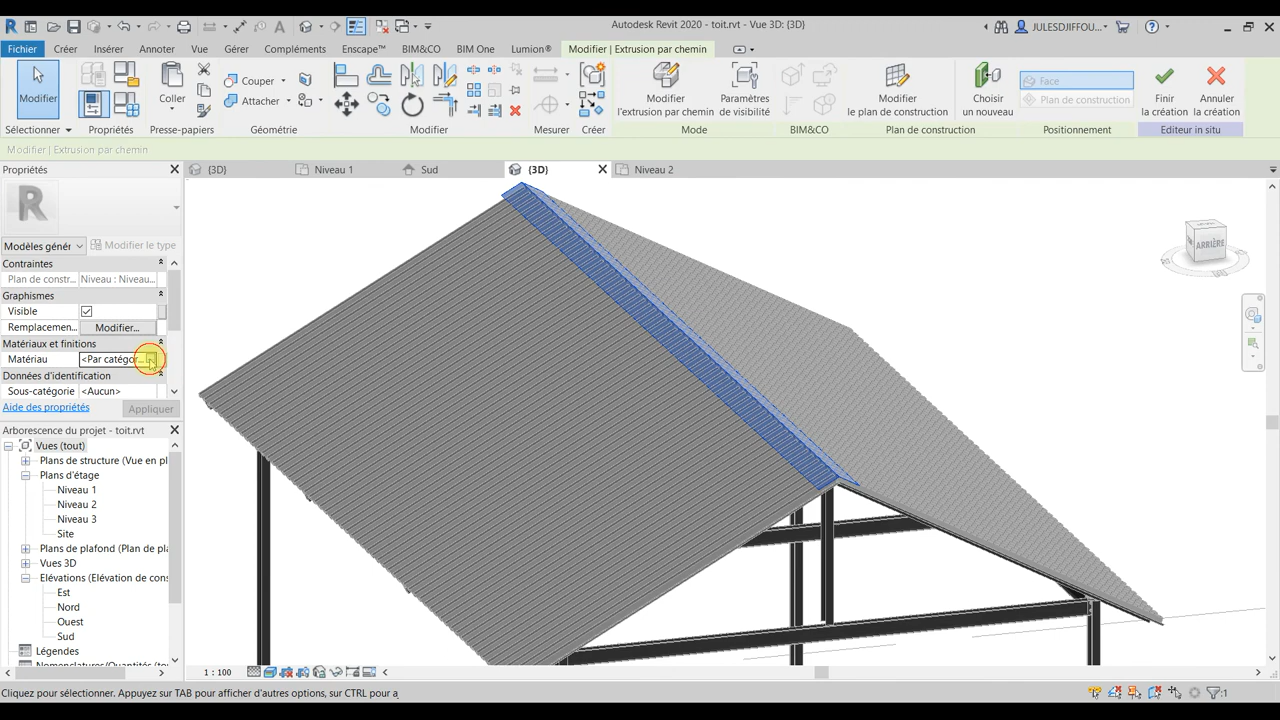 Autodesk Revit 2020 - toit.rvt - Vue 3D: {3D}
JULESDJIFFOU...
Fichier Créer Insérer Annoter Vue Gérer Compléments Enscape™ BIM&CO BIM One Lumion® Modifier | Extrusion par chemin
Modifier
Coller
Couper
Attacher
Modifier l'extrusion par chemin
Paramètres de visibilité
Modifier le plan de construction
Choisir un nouveau
Face
Plan de construction
Finir la création
Annuler la création
Sélectionner Propriétés Presse-papiers Géométrie Modifier Mesurer Créer Mode BIM&CO Plan de construction Positionnement Editeur in situ
Modifier | Extrusion par chemin
Propriétés
{3D} Niveau 1 Sud {3D} Niveau 2
R
Modèles génér Modifier le type
Contraintes
Plan de constr... Niveau : Niveau...
Graphismes
Visible
Remplacemen... Modifier...
Matériaux et finitions
Matériau <Par catégor...
Données d'identification
Sous-catégorie <Aucun>
Aide des propriétés Appliquer
Arborescence du projet - toit.rvt
Vues (tout)
Plans de structure (Vue en pl
Plans d'étage
Niveau 1
Niveau 2
Niveau 3
Site
Plans de plafond (Plan de pla
Vues 3D
Elévations (Elévation de cons
Est
Nord
Ouest
Sud
Légendes
Nomenclatures/Quantités (tou
ARRIÈRE
1 : 100
Cliquez pour sélectionner. Appuyez sur TAB pour afficher d'autres options, sur CTRL pour a
:1